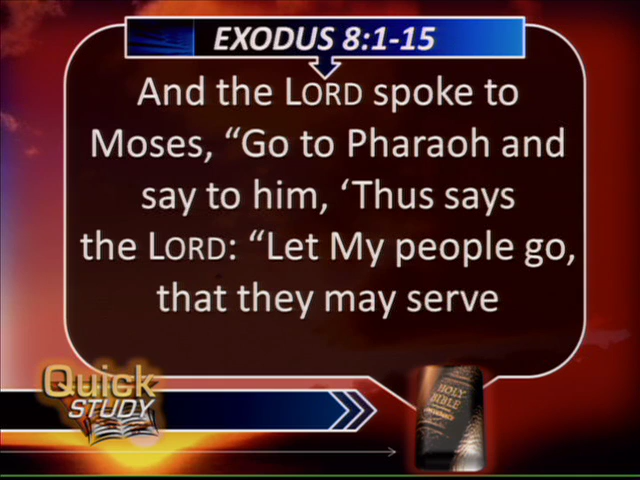 EXODUS 8:1-15
And the LORD spoke to
Moses, “Go to Pharaoh and
say to him, ‘Thus says
the LORD: “Let My people go,
that they may serve
Quick
STUDY
HOLY
BIBLE